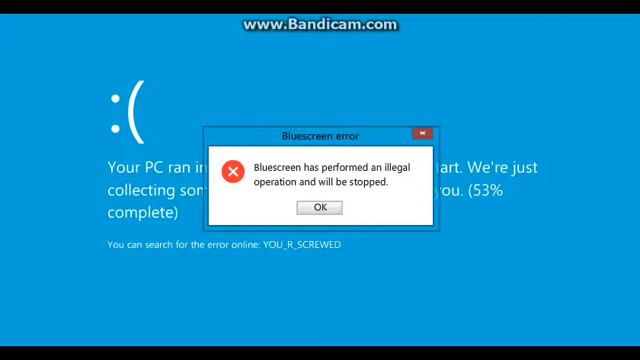 www.Bandicam.com
:(
Bluescreen error
Bluescreen has performed an illegal
operation and will be stopped.
OK
Your PC ran in tart. We're just
collecting som you. (53%
complete)
You can search for the error online: YOU_R_SCREWED